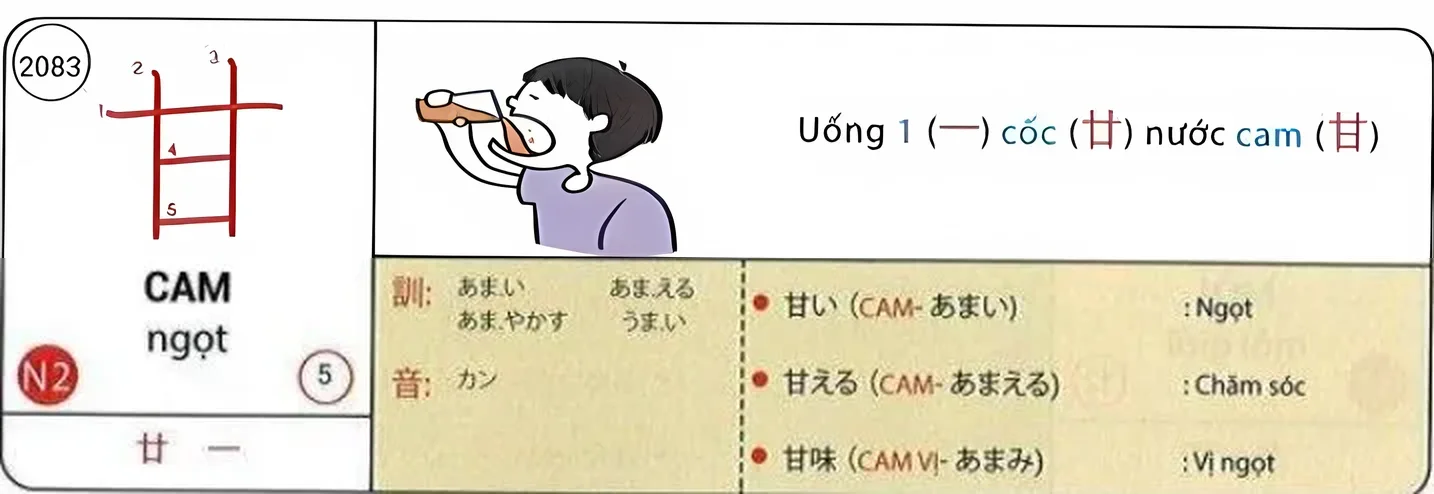 2083
1
2
3
4
5
CAM
ngọt
N2
5
廿 一
Uống 1 (一) cốc (廿) nước cam (甘)
訓: あま.い あま.える
あま.やかす うま.い
音: カン
• 甘い (CAM- あまい) : Ngọt
• 甘える (CAM- あまえる) : Chăm sóc
• 甘味 (CAM VỊ- あまみ) : Vị ngọt